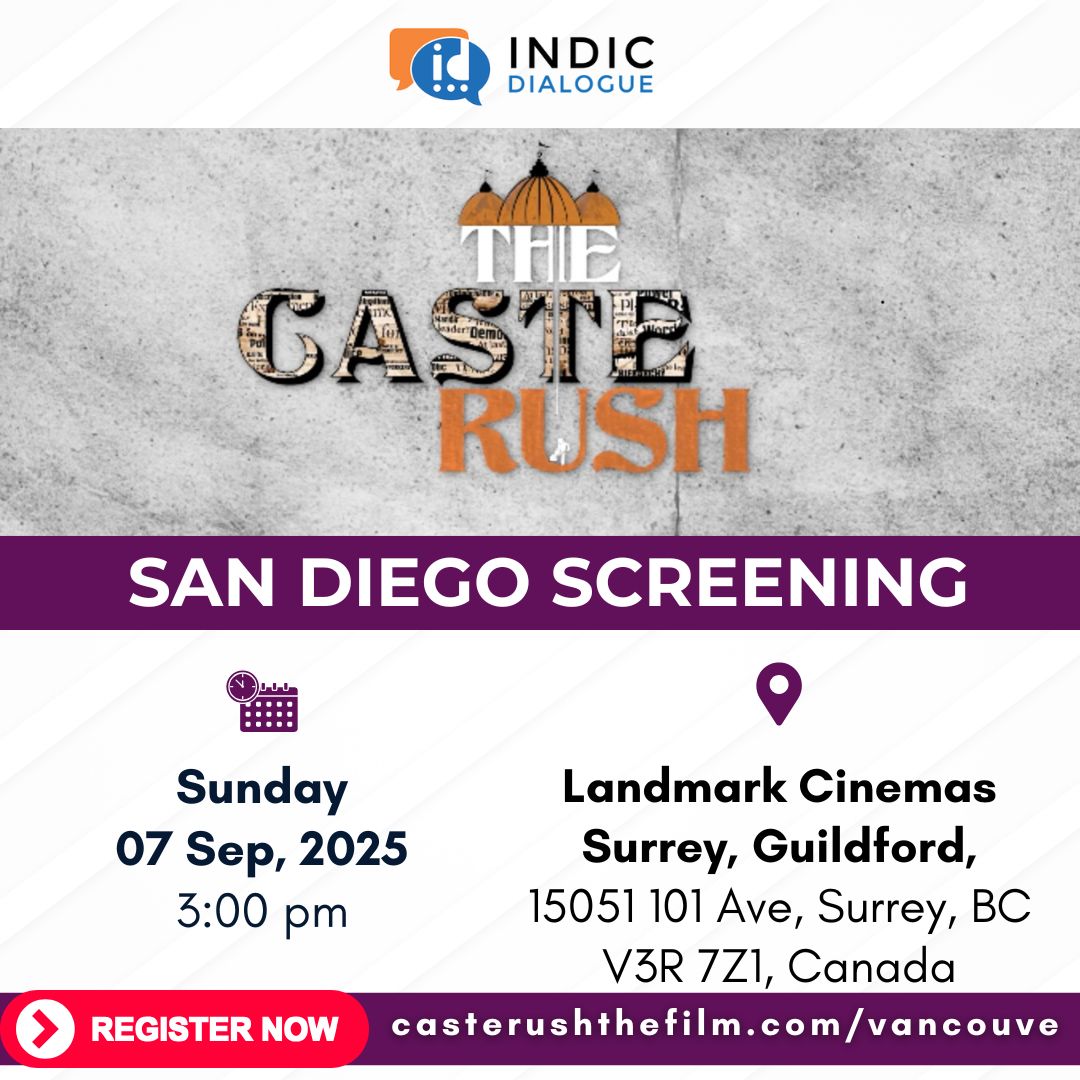 id
INDIC
DIALOGUE
THE
CASTE
RUSH
SAN DIEGO SCREENING
Sunday
07 Sep, 2025
3:00 pm
Landmark Cinemas
Surrey, Guildford,
15051 101 Ave, Surrey, BC
V3R 7Z1, Canada
REGISTER NOW
casterushthefilm.com/vancouve